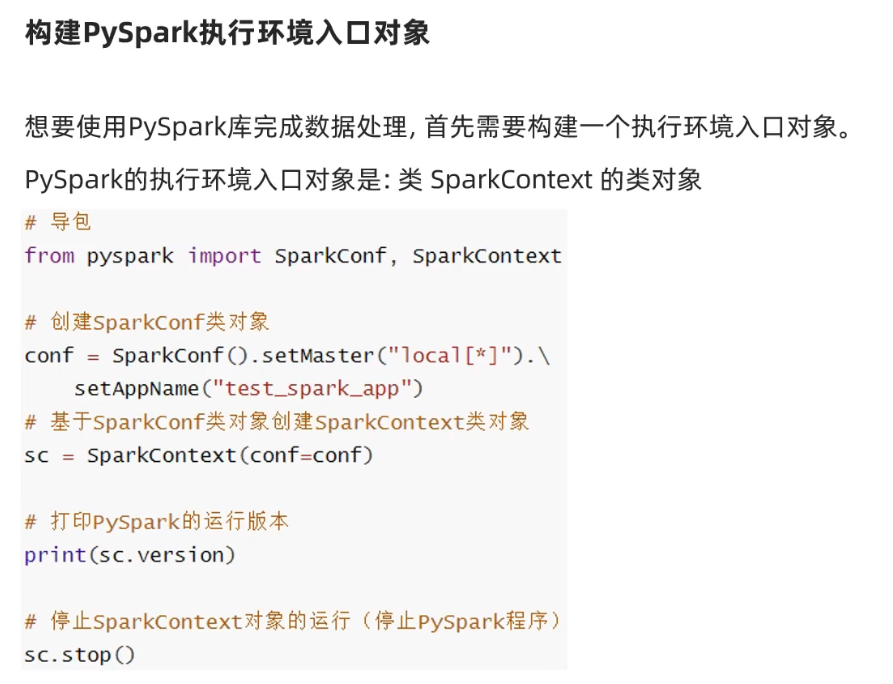 构建PySpark执行环境入口对象
想要使用PySpark库完成数据处理, 首先需要构建一个执行环境入口对象。
PySpark的执行环境入口对象是: 类 SparkContext 的类对象
# 导包
from pyspark import SparkConf, SparkContext
# 创建SparkConf类对象
conf = SparkConf().setMaster("local[*]").\
    setAppName("test_spark_app")
# 基于SparkConf类对象创建SparkContext类对象
sc = SparkContext(conf=conf)
# 打印PySpark的运行版本
print(sc.version)
# 停止SparkContext对象的运行（停止PySpark程序）
sc.stop()